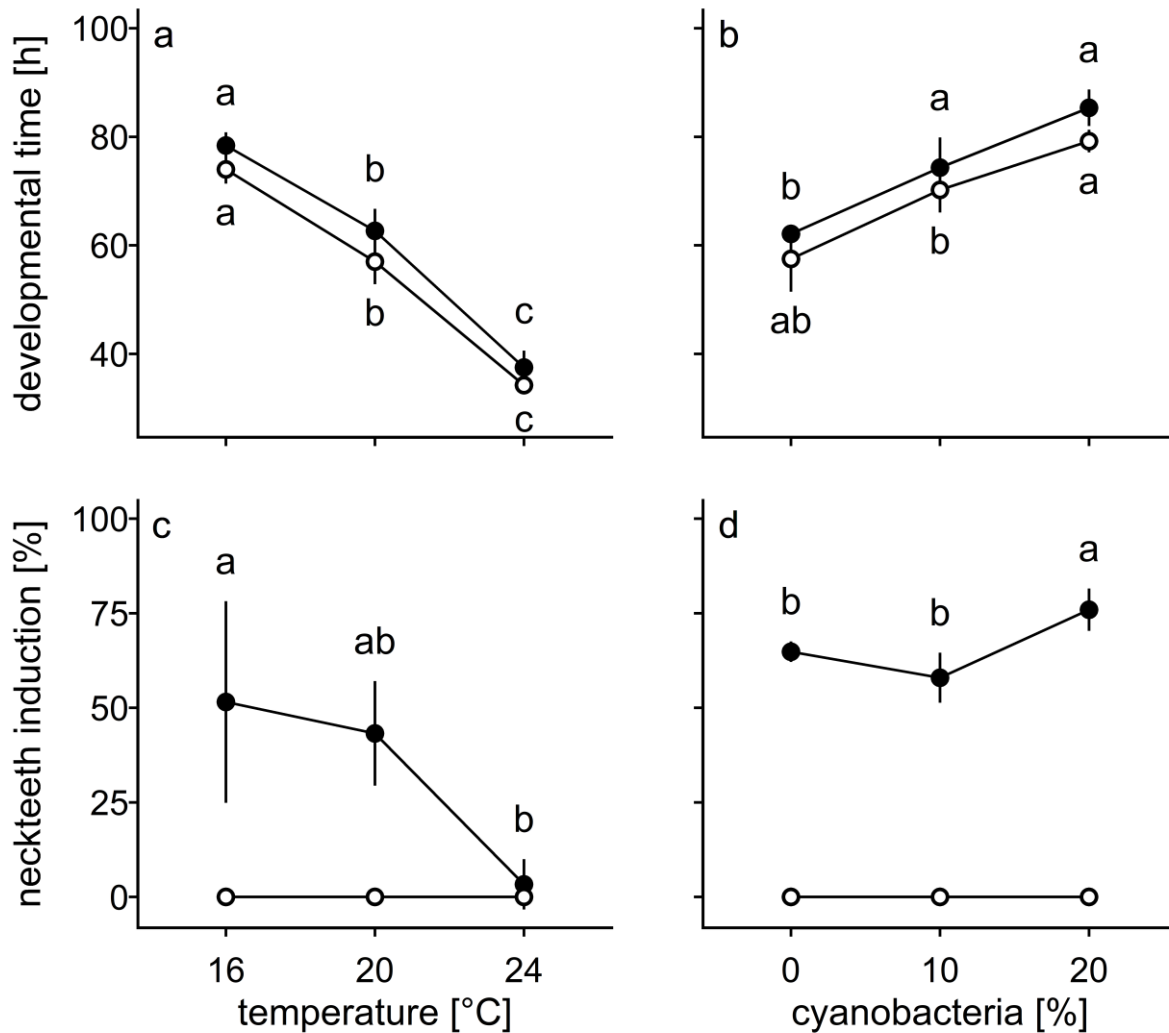 developmental time [h]
100
80
60
40
a
a
a
b
b
c
c
b
b
ab
a
b
a
a
neckteeth induction [%]
100
75
50
25
0
c
a
ab
b
16
20
24
temperature [°C]
d
b
b
a
0
10
20
cyanobacteria [%]